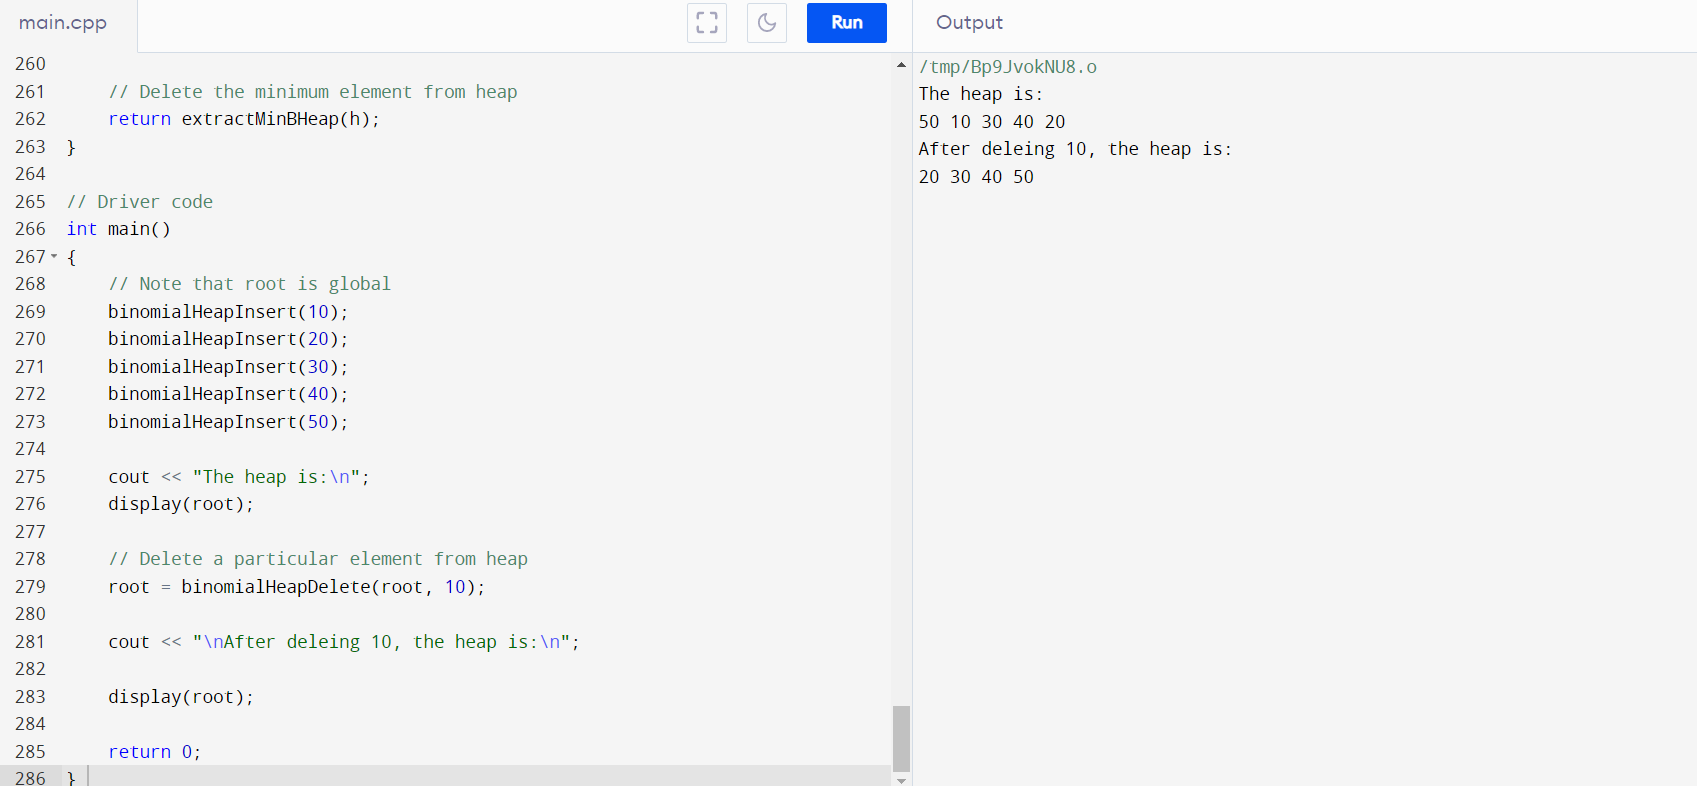 main.cpp
Run
Output
260
261     // Delete the minimum element from heap
262     return extractMinBHeap(h);
263 }
264
265 // Driver code
266 int main()
267 {
268     // Note that root is global
269     binomialHeapInsert(10);
270     binomialHeapInsert(20);
271     binomialHeapInsert(30);
272     binomialHeapInsert(40);
273     binomialHeapInsert(50);
274
275     cout << "The heap is:\n";
276     display(root);
277
278     // Delete a particular element from heap
279     root = binomialHeapDelete(root, 10);
280
281     cout << "\nAfter deleing 10, the heap is:\n";
282
283     display(root);
284
285     return 0;
286 }
/tmp/Bp9JvokNU8.o
The heap is:
50 10 30 40 20
After deleing 10, the heap is:
20 30 40 50